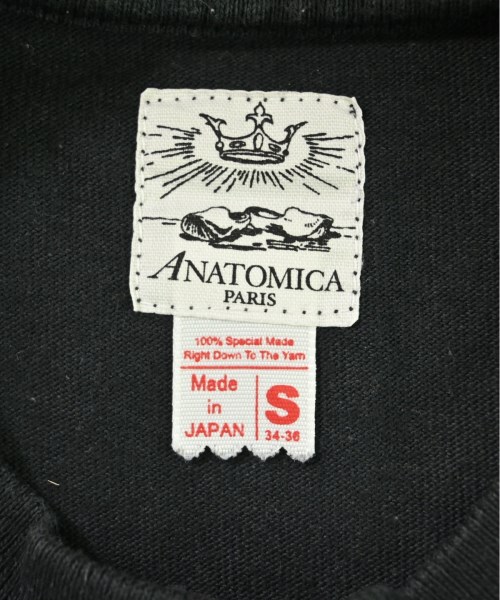 ANATOMICA
PARIS
100% Special Made
Right Down To The Yarn
Made
in
JAPAN
S
34-36